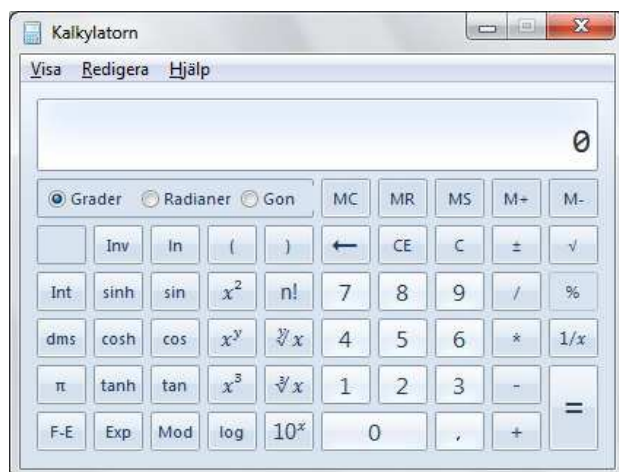 Kalkylatorn
Visa Redigera Hjälp
0
Grader Radianer Gon MC MR MS M+ M-
Inv ln ( ) ← CE C ± √
Int sinh sin x² n! 7 8 9 / %
dms cosh cos xʸ ʸ√x 4 5 6 * 1/x
π tanh tan x³ ³√x 1 2 3 - =
F-E Exp Mod log 10ˣ 0 , +